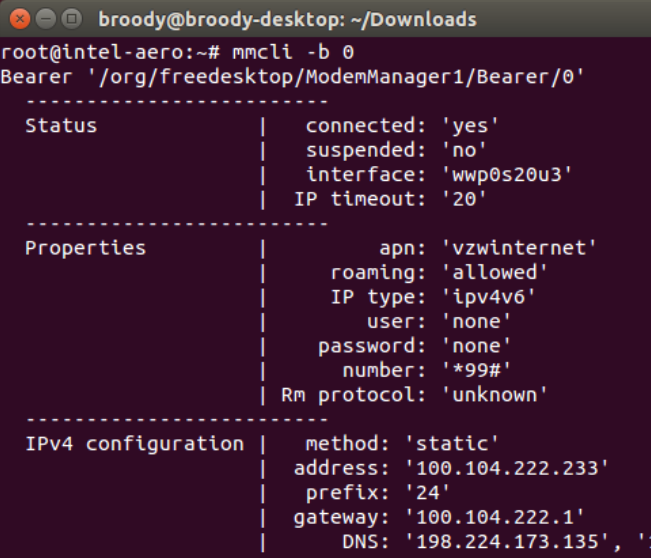 broody@broody-desktop: ~/Downloads
root@intel-aero:~# mmcli -b 0
Bearer '/org/freedesktop/ModemManager1/Bearer/0'
  -------------------------
  Status             |   connected: 'yes'
                     |   suspended: 'no'
                     |   interface: 'wwp0s20u3'
                     |  IP timeout: '20'
  -------------------------
  Properties         |         apn: 'vzwinternet'
                     |     roaming: 'allowed'
                     |     IP type: 'ipv4v6'
                     |        user: 'none'
                     |    password: 'none'
                     |      number: '*99#'
                     | Rm protocol: 'unknown'
  -------------------------
  IPv4 configuration |   method: 'static'
                     |  address: '100.104.222.233'
                     |   prefix: '24'
                     |  gateway: '100.104.222.1'
                     |      DNS: '198.224.173.135', '